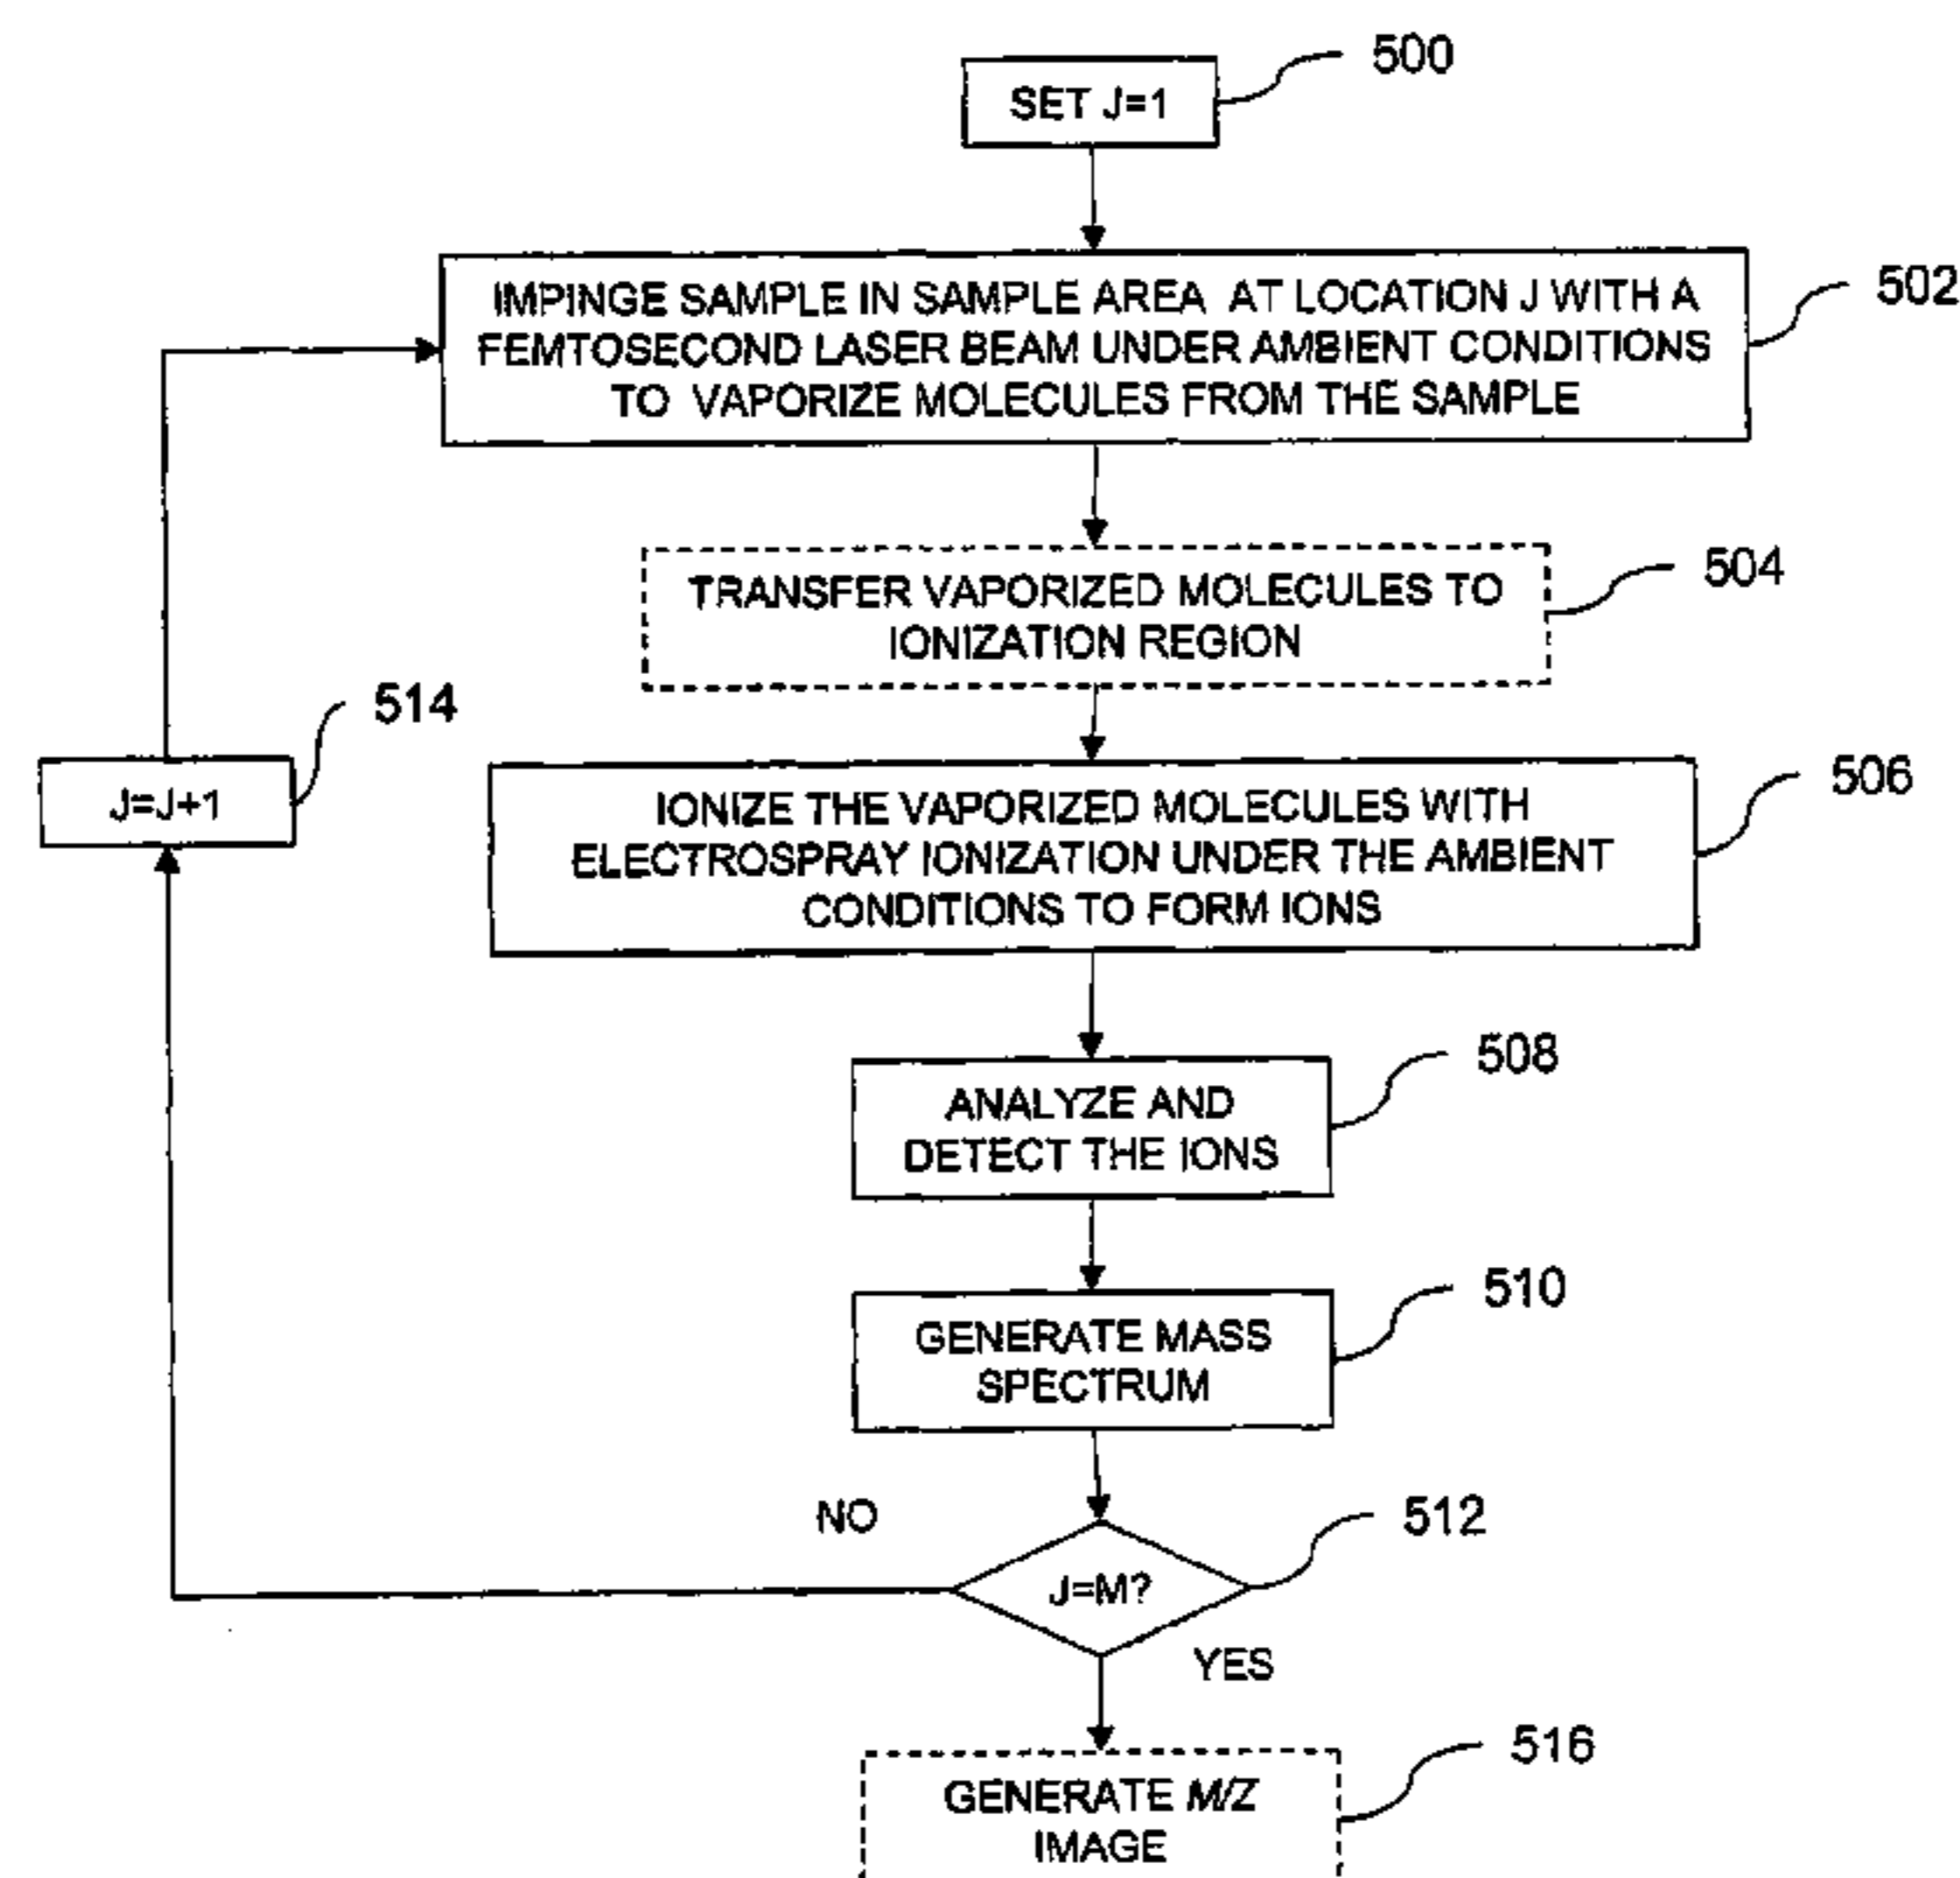 500
SET J=1
502
IMPINGE SAMPLE IN SAMPLE AREA AT LOCATION J WITH A
FEMTOSECOND LASER BEAM UNDER AMBIENT CONDITIONS
TO VAPORIZE MOLECULES FROM THE SAMPLE
504
TRANSFER VAPORIZED MOLECULES TO
IONIZATION REGION
514
J=J+1
506
IONIZE THE VAPORIZED MOLECULES WITH
ELECTROSPRAY IONIZATION UNDER THE AMBIENT
CONDITIONS TO FORM IONS
508
ANALYZE AND
DETECT THE IONS
510
GENERATE MASS
SPECTRUM
NO
512
J=M?
YES
516
GENERATE M/Z
IMAGE